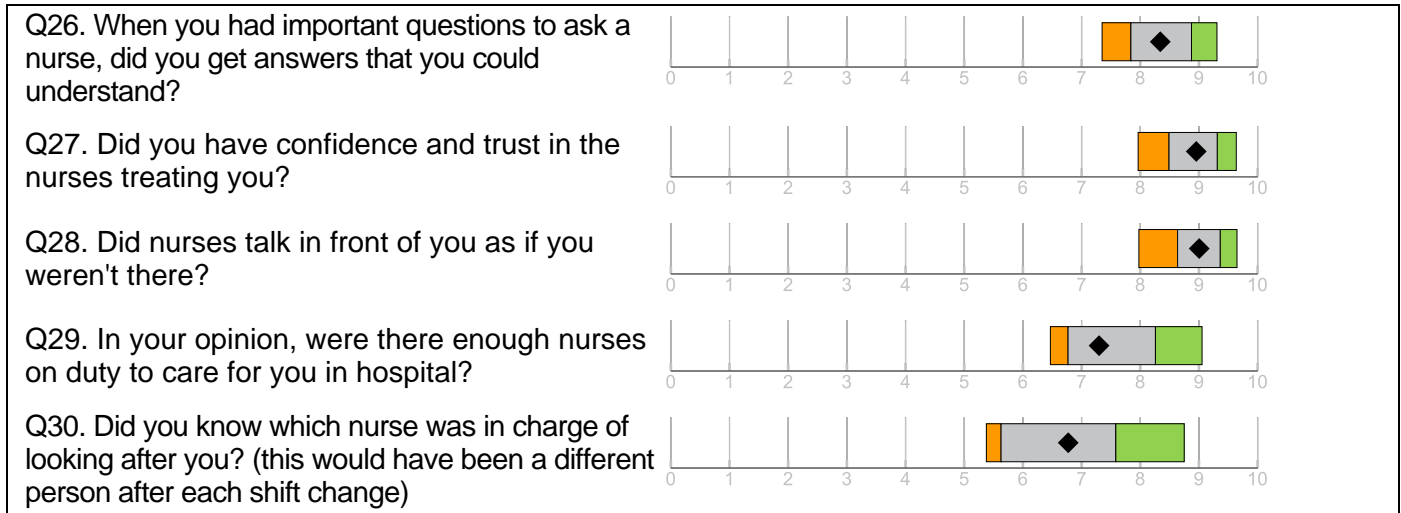 Q26. When you had important questions to ask a
nurse, did you get answers that you could
understand?
0 1 2 3 4 5 6 7 8 9 10
Q27. Did you have confidence and trust in the
nurses treating you?
0 1 2 3 4 5 6 7 8 9 10
Q28. Did nurses talk in front of you as if you
weren't there?
0 1 2 3 4 5 6 7 8 9 10
Q29. In your opinion, were there enough nurses
on duty to care for you in hospital?
0 1 2 3 4 5 6 7 8 9 10
Q30. Did you know which nurse was in charge of
looking after you? (this would have been a different
person after each shift change)
0 1 2 3 4 5 6 7 8 9 10